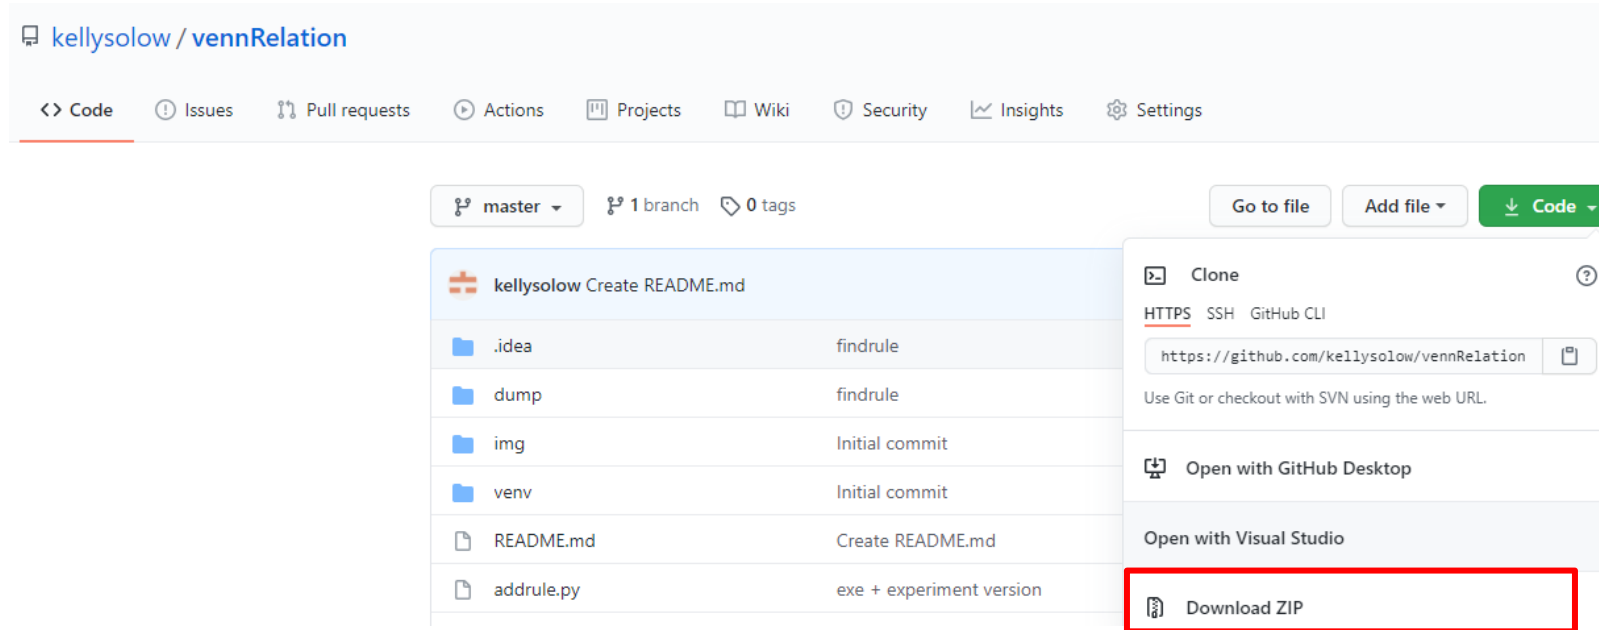 kellysolow / vennRelation
Code Issues Pull requests Actions Projects Wiki Security Insights Settings
master 1 branch 0 tags Go to file Add file Code
kellysolow Create README.md
.idea findrule
dump findrule
img Initial commit
venv Initial commit
README.md Create README.md
addrule.py exe + experiment version
Clone
HTTPS SSH GitHub CLI
https://github.com/kellysolow/vennRelation
Use Git or checkout with SVN using the web URL.
Open with GitHub Desktop
Open with Visual Studio
Download ZIP